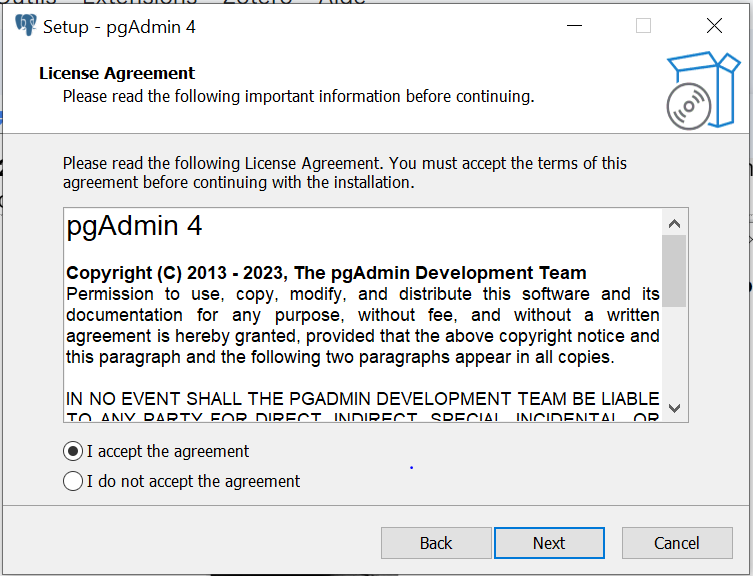 Outils Extensions Zotero Aide
Setup - pgAdmin 4
License Agreement
Please read the following important information before continuing.
Please read the following License Agreement. You must accept the terms of this
agreement before continuing with the installation.
pgAdmin 4
Copyright (C) 2013 - 2023, The pgAdmin Development Team
Permission to use, copy, modify, and distribute this software and its
documentation for any purpose, without fee, and without a written
agreement is hereby granted, provided that the above copyright notice and
this paragraph and the following two paragraphs appear in all copies.
IN NO EVENT SHALL THE PGADMIN DEVELOPMENT TEAM BE LIABLE
TO ANY PARTY FOR DIRECT, INDIRECT, SPECIAL, INCIDENTAL, OR
I accept the agreement
I do not accept the agreement
Back Next Cancel